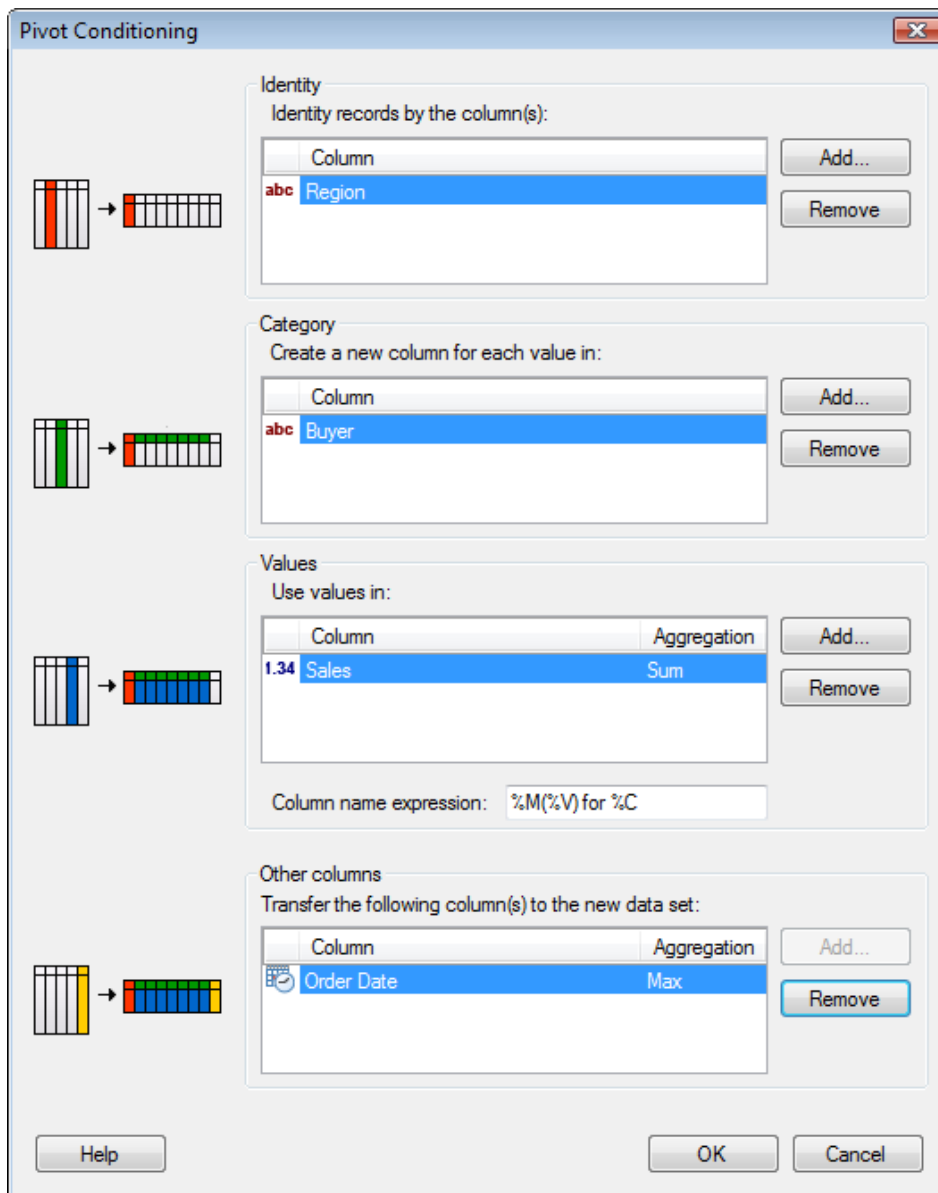 Pivot Conditioning
Identity
Identity records by the column(s):
Column
Add...
abc Region
Remove
Category
Create a new column for each value in:
Column
Add...
abc Buyer
Remove
Values
Use values in:
Column Aggregation
Add...
1.34 Sales Sum
Remove
Column name expression: %M(%V) for %C
Other columns
Transfer the following column(s) to the new data set:
Column Aggregation
Add...
Order Date Max
Remove
Help OK Cancel